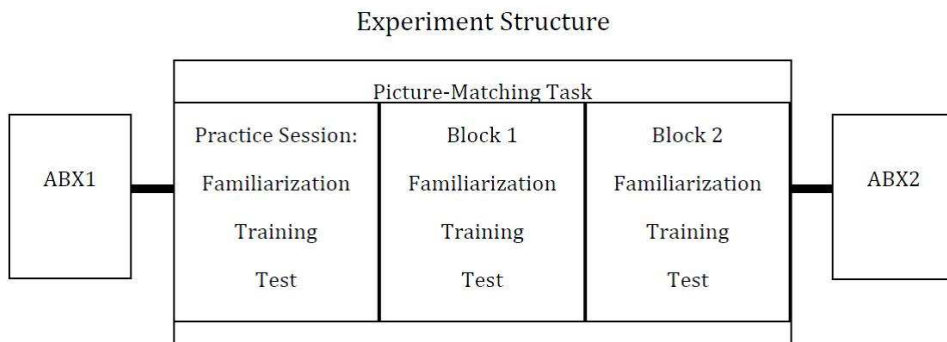 Experiment Structure
Picture-Matching Task
ABX1
Practice Session:
Familiarization
Training
Test
Block 1
Familiarization
Training
Test
Block 2
Familiarization
Training
Test
ABX2